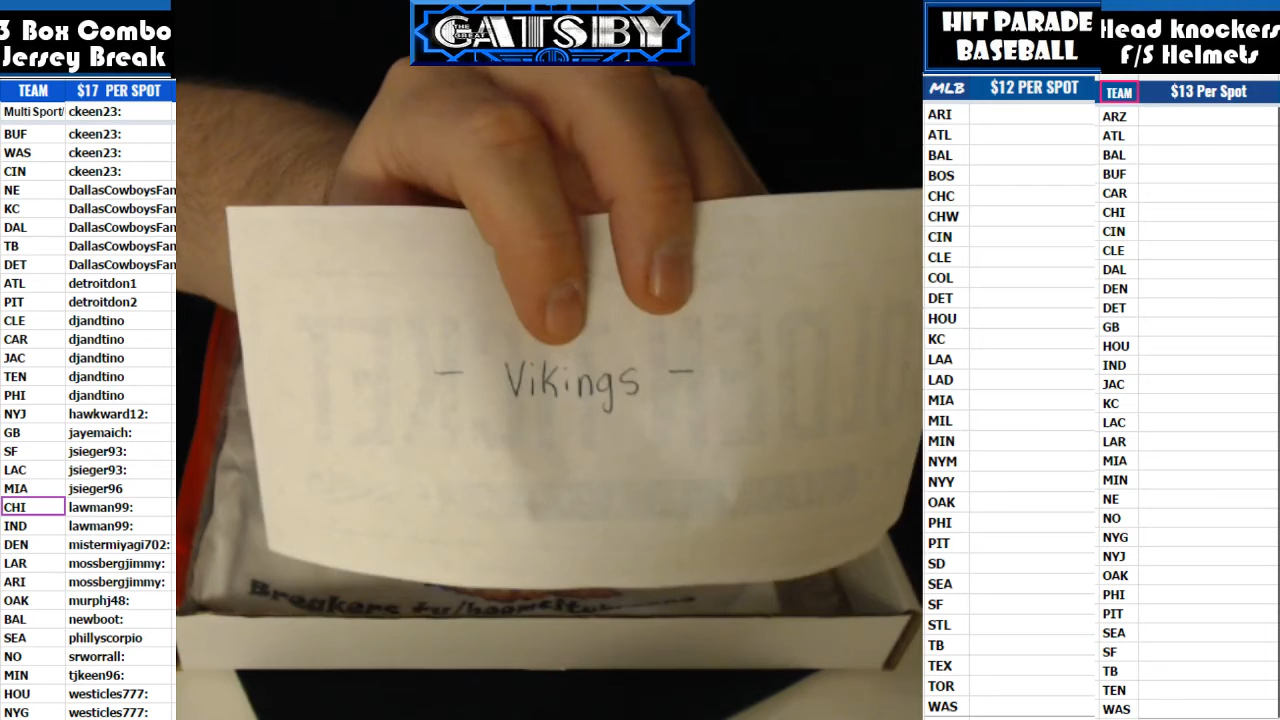 3 Box Combo
Jersey Break
TEAM $17 PER SPOT
Multi Sport/ ckeen23:
BUF ckeen23:
WAS ckeen23:
CIN ckeen23:
NE DallasCowboysFan
KC DallasCowboysFan
DAL DallasCowboysFan
TB DallasCowboysFan
DET DallasCowboysFan
ATL detroitdon1
PIT detroitdon2
CLE djandtino
CAR djandtino
JAC djandtino
TEN djandtino
PHI djandtino
NYJ hawkward12:
GB jayemaich:
SF jsieger93:
LAC jsieger93:
MIA jsieger96
CHI lawman99:
IND lawman99:
DEN mistermiyagi702:
LAR mossbergjimmy:
ARI mossbergjimmy:
OAK murphj48:
BAL newboot:
SEA phillyscorpio
NO srworrall:
MIN tjkeen96:
HOU westicles777:
NYG westicles777:
THE GREAT
GATSBY
- Vikings -
Breakers
HIT PARADE
BASEBALL
MLB $12 PER SPOT
ARI
ATL
BAL
BOS
CHC
CHW
CIN
CLE
COL
DET
HOU
KC
LAA
LAD
MIA
MIL
MIN
NYM
NYY
OAK
PHI
PIT
SD
SEA
SF
STL
TB
TEX
TOR
WAS
Head knockers
F/S Helmets
TEAM $13 Per Spot
ARZ
ATL
BAL
BUF
CAR
CHI
CIN
CLE
DAL
DEN
DET
GB
HOU
IND
JAC
KC
LAC
LAR
MIA
MIN
NE
NO
NYG
NYJ
OAK
PHI
PIT
SEA
SF
TB
TEN
WAS